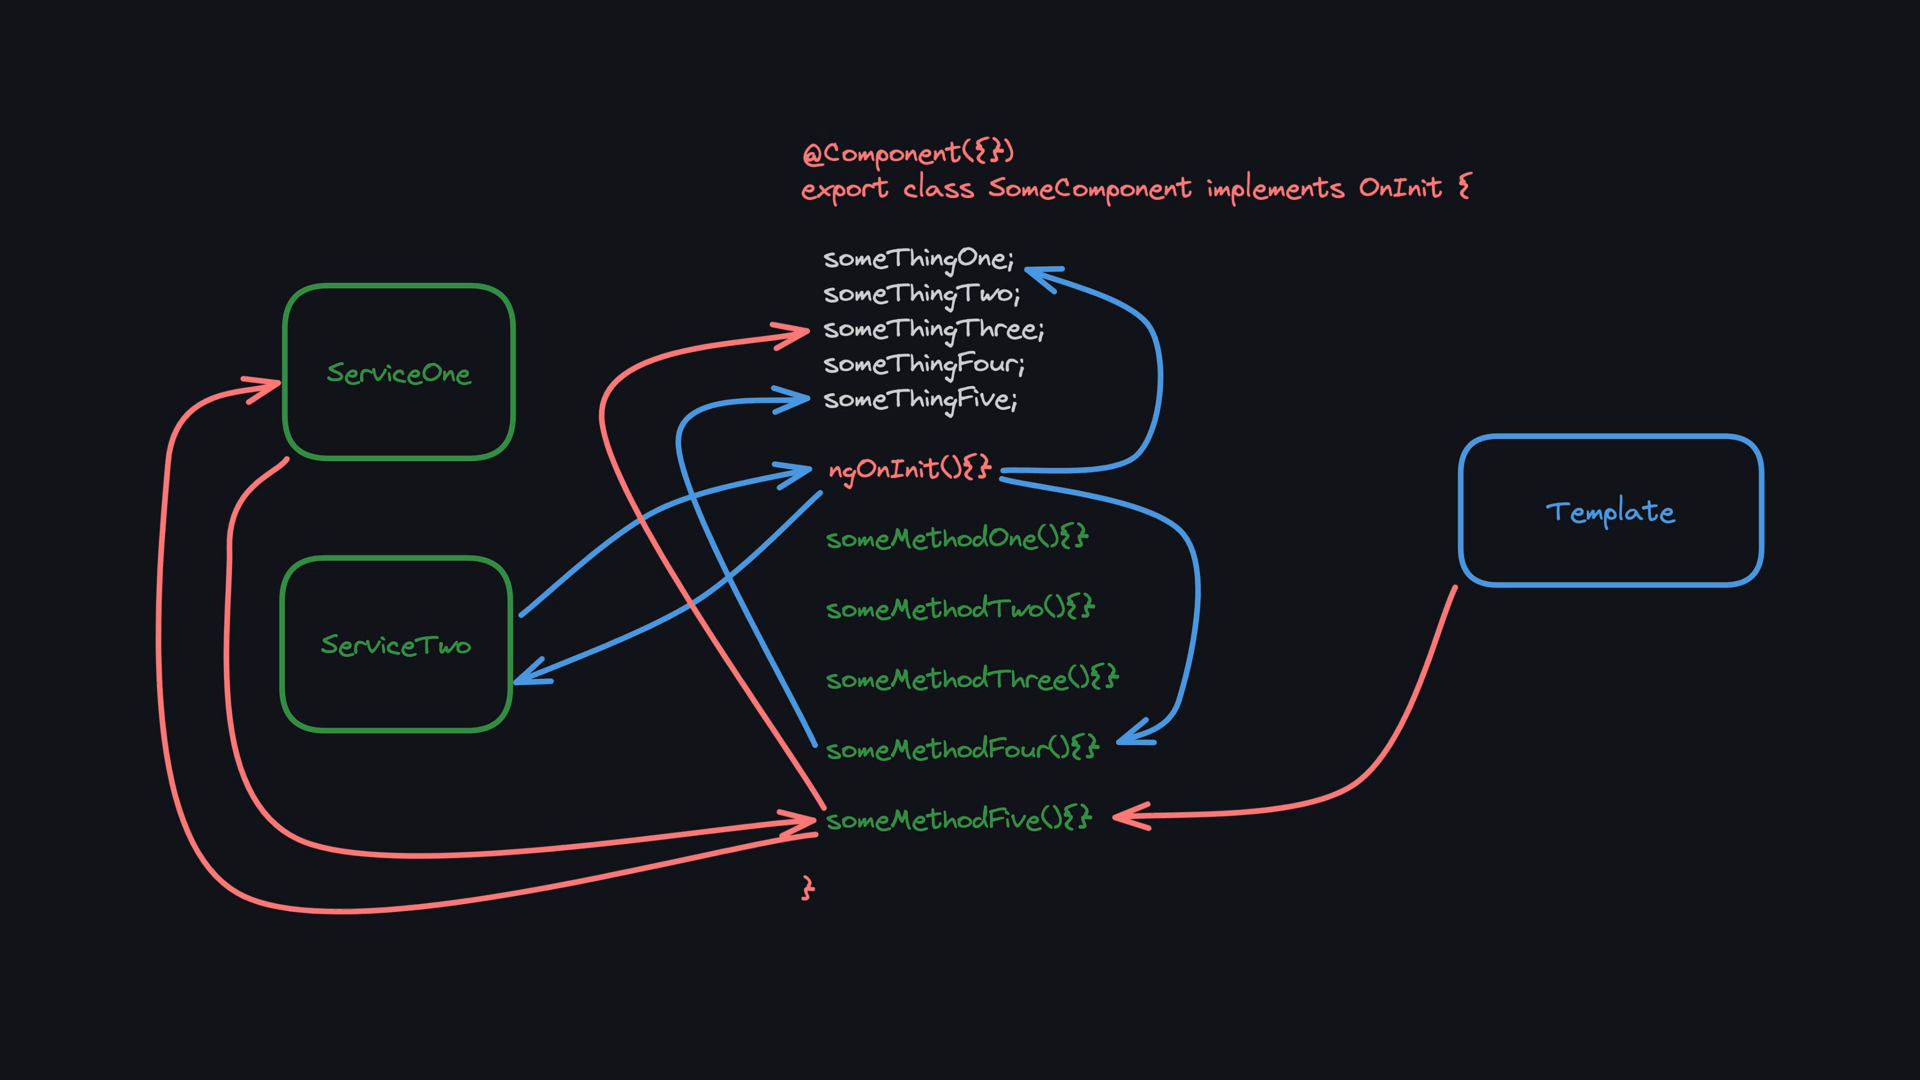 @Component({})
export class SomeComponent implements OnInit {
someThingOne;
someThingTwo;
someThingThree;
someThingFour;
someThingFive;
ngOnInit(){}
someMethodOne(){}
someMethodTwo(){}
someMethodThree(){}
someMethodFour(){}
someMethodFive(){}
}
ServiceOne
ServiceTwo
Template